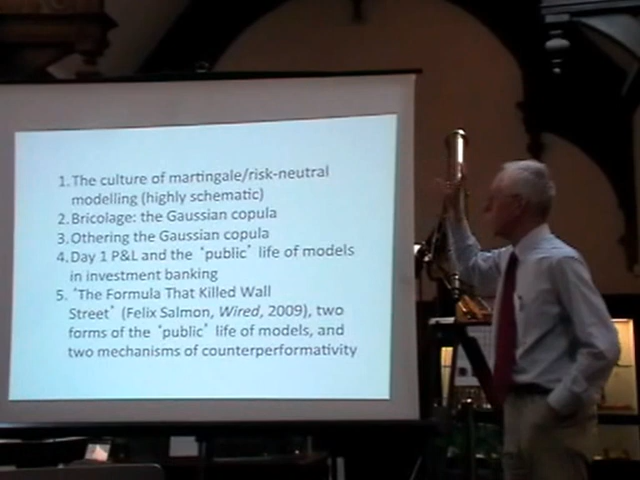 1. The culture of martingale/risk-neutral
modelling (highly schematic)
2. Bricolage: the Gaussian copula
3. Othering the Gaussian copula
4. Day 1 P&L and the 'public' life of models
in investment banking
5. 'The Formula That Killed Wall
Street' (Felix Salmon, Wired, 2009), two
forms of the 'public' life of models, and
two mechanisms of counterperformativity